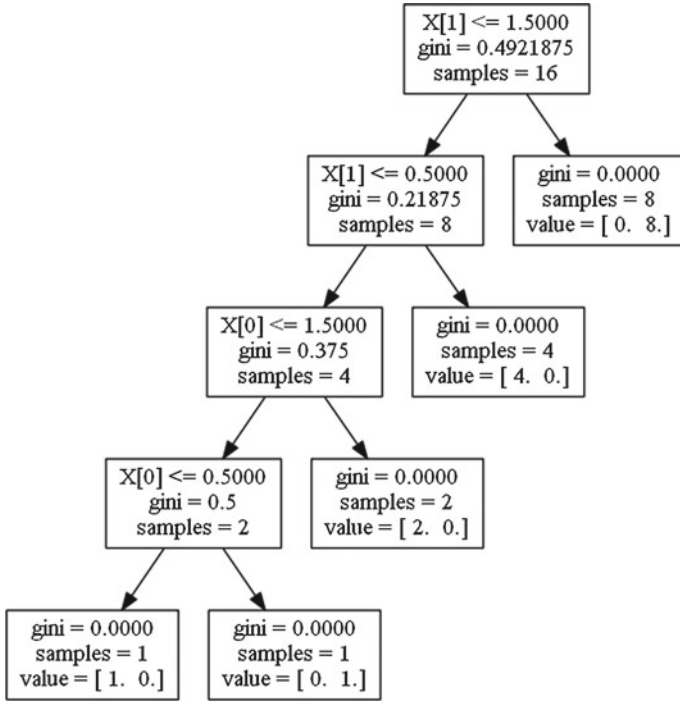 X[1] <= 1.5000
gini = 0.4921875
samples = 16
X[1] <= 0.5000
gini = 0.21875
samples = 8
gini = 0.0000
samples = 8
value = [ 0. 8.]
X[0] <= 1.5000
gini = 0.375
samples = 4
gini = 0.0000
samples = 4
value = [ 4. 0.]
X[0] <= 0.5000
gini = 0.5
samples = 2
gini = 0.0000
samples = 2
value = [ 2. 0.]
gini = 0.0000
samples = 1
value = [ 1. 0.]
gini = 0.0000
samples = 1
value = [ 0. 1.]